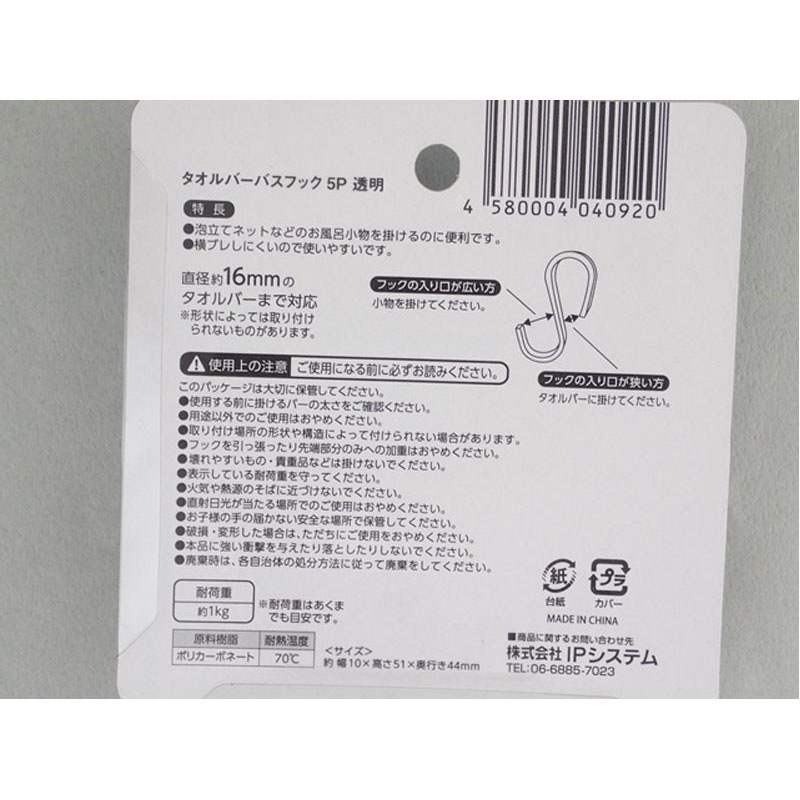 タオルバーバスフック 5P 透明
4 580004 040920
特長
●泡立てネットなどのお風呂小物を掛けるのに便利です。
●横ブレしにくいので使いやすいです。
直径約16mmの
タオルバーまで対応
※形状によっては取り付け
られないものがあります。
フックの入り口が広い方
小物を掛けてください。
フックの入り口が狭い方
タオルバーに掛けてください。
使用上の注意 ご使用になる前に必ずお読みください。
このパッケージは大切に保管してください。
●使用する前に掛けるバーの太さをご確認ください。
●用途以外でのご使用はおやめください。
●取り付け場所の形状や構造によって付けられない場合があります。
●フックを引っ張ったり先端部分のみへの加重はおやめください。
●壊れやすいもの・貴重品などは掛けないでください。
●表示している耐荷重を守ってください。
●火気や熱源のそばに近づけないでください。
●直射日光が当たる場所でのご使用はおやめください。
●お子様の手の届かない安全な場所で保管してください。
●破損・変形した場合は、ただちにご使用をおやめください。
●本品に強い衝撃を与えたり落としたりしないでください。
●廃棄時は、各自治体の処分方法に従って廃棄をしてください。
耐荷重
約1kg
※耐荷重はあくま
でも目安です。
原料樹脂 耐熱温度
ポリカーボネート 70℃
<サイズ>
約 幅10×高さ51×奥行き44mm
紙 プラ
台紙 カバー
MADE IN CHINA
■商品に関するお問い合わせ先
株式会社 IPシステム
TEL:06-6885-7023